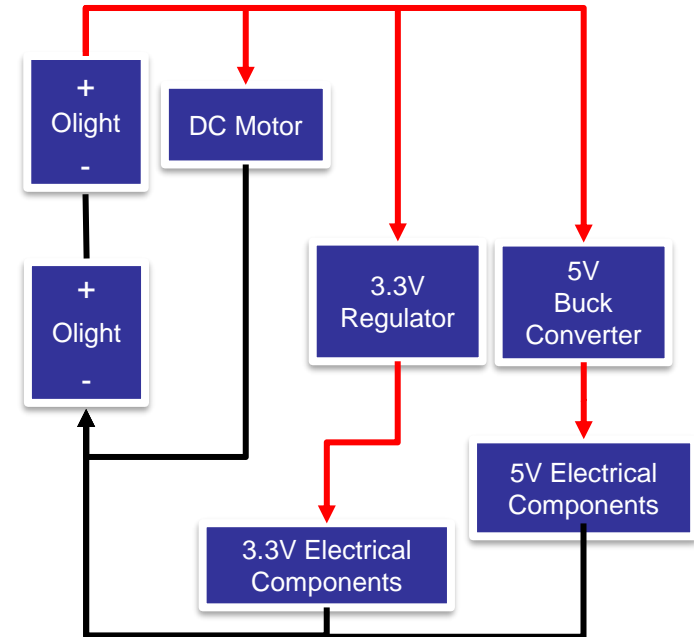 +
Olight
-
DC Motor
+
Olight
-
3.3V
Regulator
5V
Buck
Converter
5V Electrical
Components
3.3V Electrical
Components